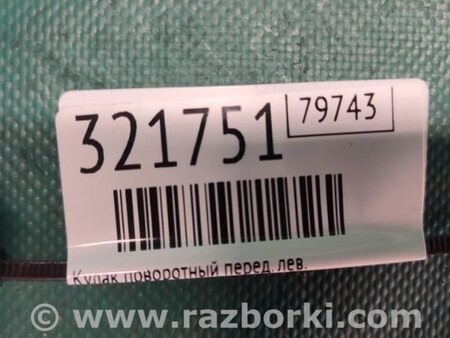 321751 79743
Кулак поворотный перед. лев.
www.razborki.com